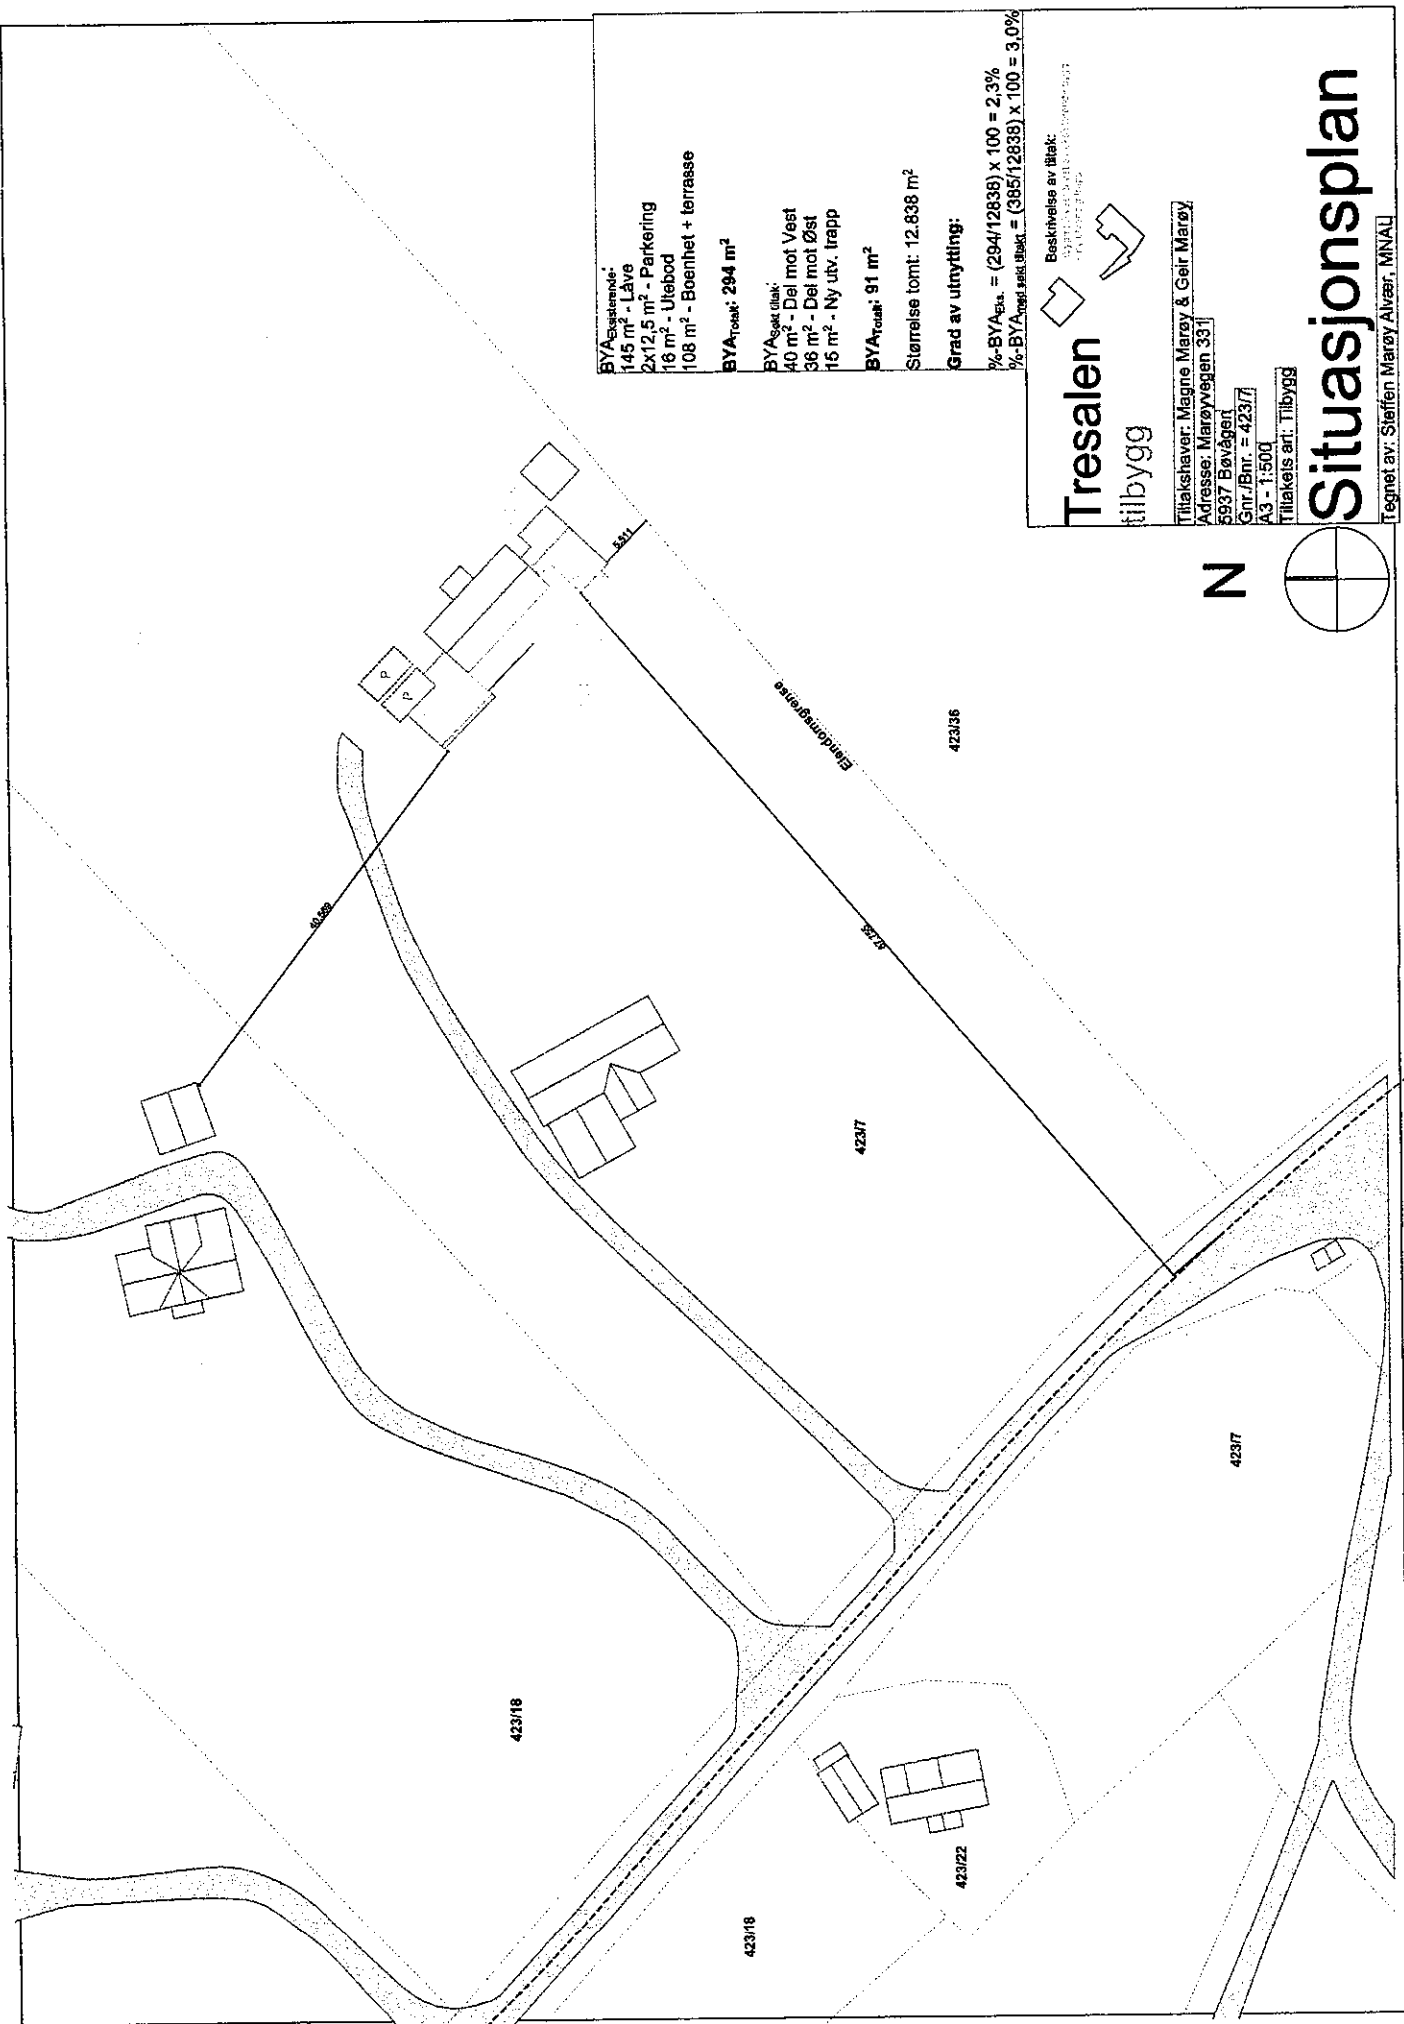 BYAEksisterende:
145 m² - Låve
2x12,5 m² - Parkering
16 m² - Utebod
108 m² - Boenhet + terrasse
BYATotalt: 294 m²
BYASøkt tiltak:
40 m² - Del mot Vest
36 m² - Del mot Øst
15 m² - Ny utv. trapp
BYATotalt: 91 m²
Størrelse tomt: 12.838 m²
Grad av utnytting:
%-BYAEks. = (294/12838) x 100 = 2,3%
%-BYAmed søkt tiltak. = (385/12838) x 100 = 3,0%
Tresalen
tilbygg
Beskrivelse av tiltak:
Tiltakshaver: Magne Marøy & Geir Marøy
Adresse: Marøyvegen 331
5937 Bøvågen
Gnr./Bnr. = 423/7
A3 - 1:500
Tiltakets art: Tilbygg
Situasjonsplan
Tegnet av: Steffen Marøy Alvær, MNAL
N
P
P
5,511
40,569
Eiendomsgrense
423/36
423/7
423/7
423/18
423/22
423/18